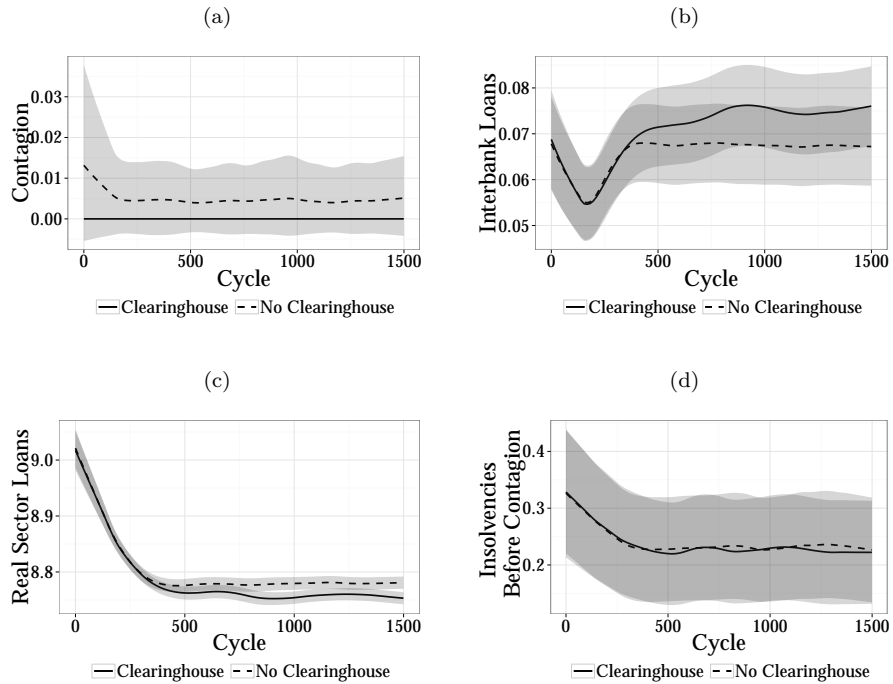 (a)
Contagion
0.03
0.02
0.01
0.00
0
500
1000
1500
Cycle
Clearinghouse No Clearinghouse
(b)
Interbank Loans
0.08
0.07
0.06
0.05
0
500
1000
1500
Cycle
Clearinghouse No Clearinghouse
(c)
Real Sector Loans
9.0
8.9
8.8
0
500
1000
1500
Cycle
Clearinghouse No Clearinghouse
(d)
Insolvencies
Before Contagion
0.4
0.3
0.2
0
500
1000
1500
Cycle
Clearinghouse No Clearinghouse